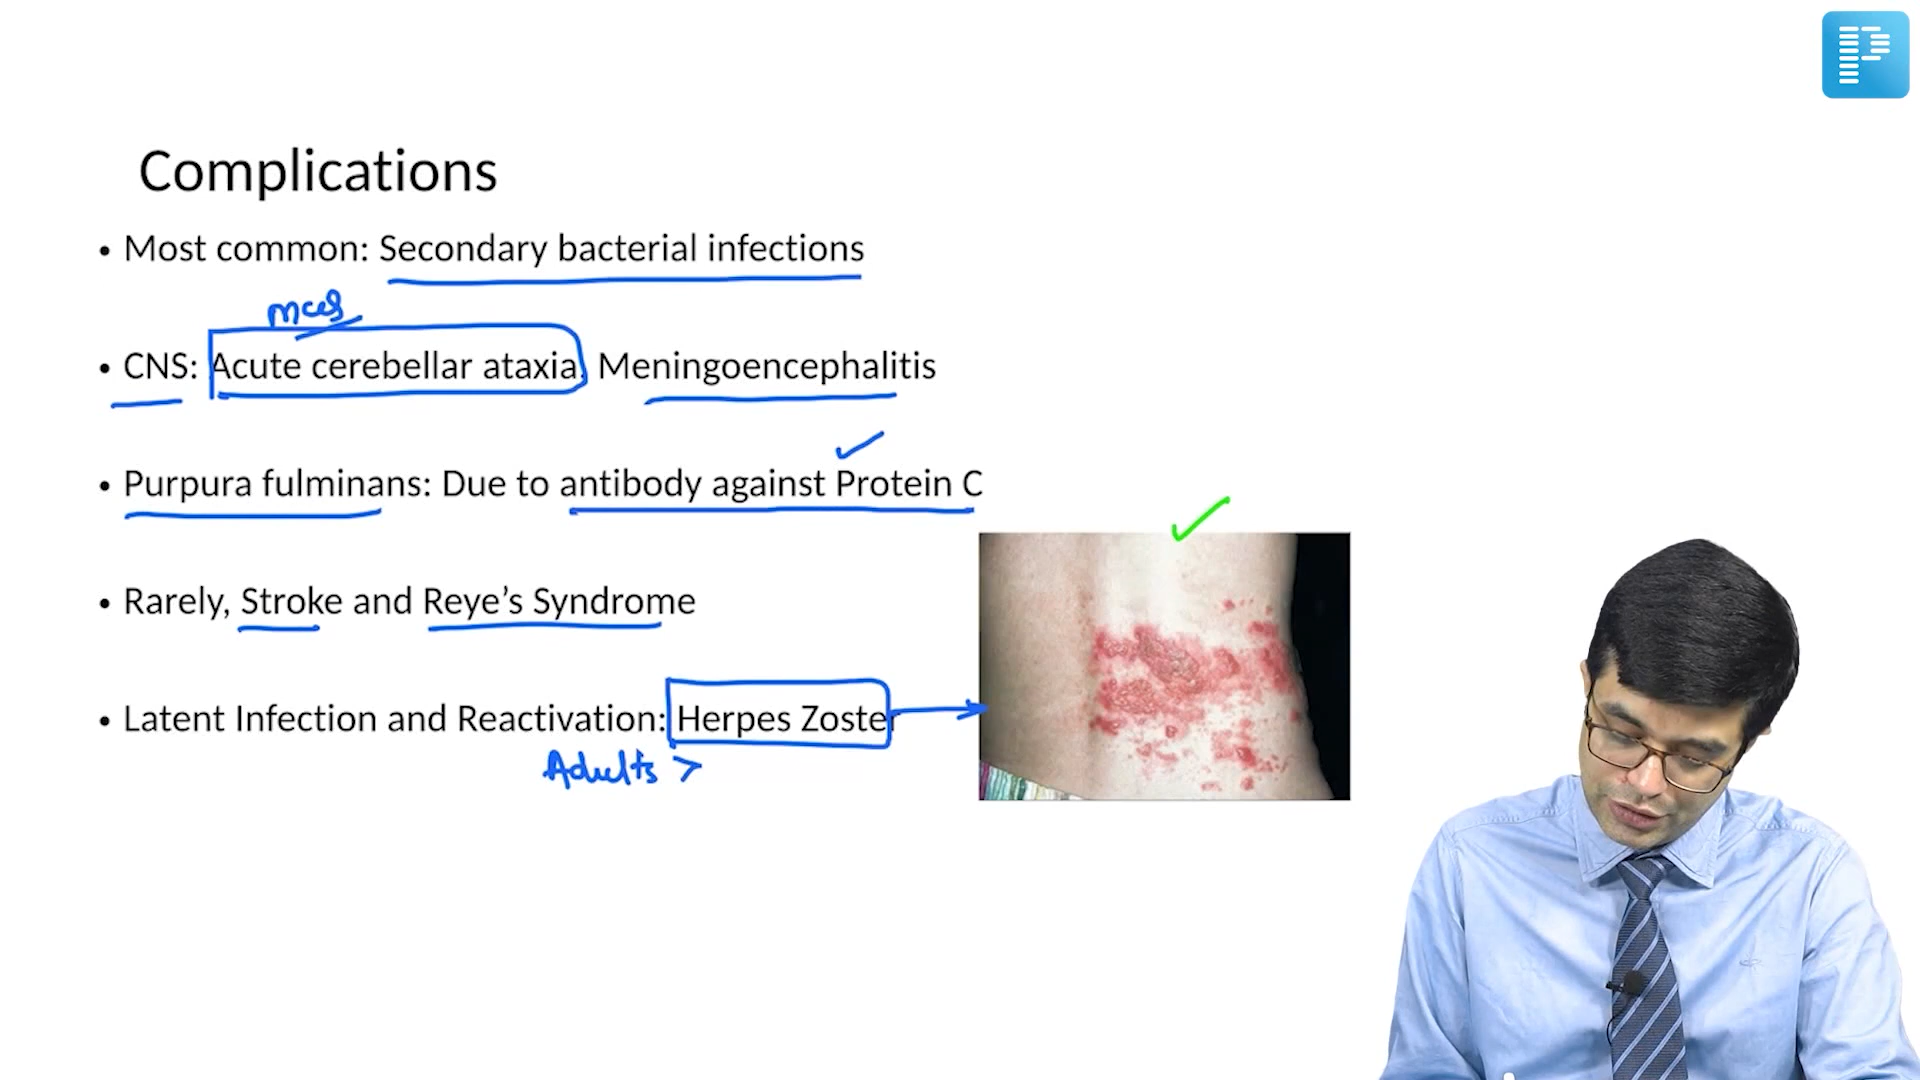 Complications
• Most common: Secondary bacterial infections
mcq
• CNS: Acute cerebellar ataxia, Meningoencephalitis
• Purpura fulminans: Due to antibody against Protein C
• Rarely, Stroke and Reye’s Syndrome
• Latent Infection and Reactivation: Herpes Zoster
Adults >